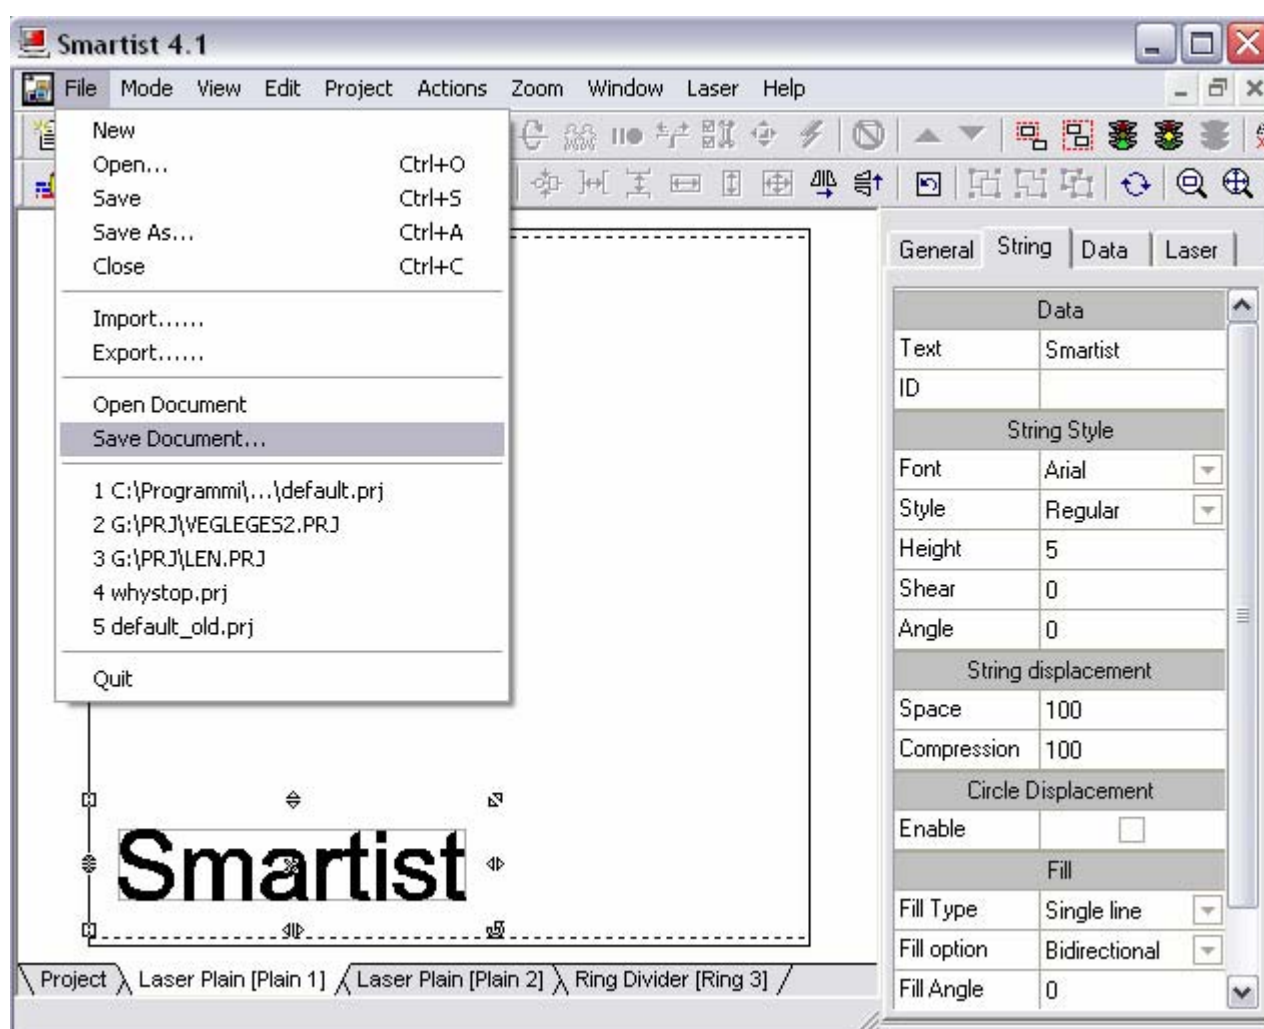 Smartist 4.1
File Mode View Edit Project Actions Zoom Window Laser Help
New
Open... Ctrl+O
Save Ctrl+S
Save As... Ctrl+A
Close Ctrl+C
Import......
Export......
Open Document
Save Document...
1 C:\Programmi\...\default.prj
2 G:\PRJ\VEGLEGES2.PRJ
3 G:\PRJ\LEN.PRJ
4 whystop.prj
5 default_old.prj
Quit
Smartist
Project Laser Plain [Plain 1] Laser Plain [Plain 2] Ring Divider [Ring 3]
General String Data Laser
Data
Text Smartist
ID
String Style
Font Arial
Style Regular
Height 5
Shear 0
Angle 0
String displacement
Space 100
Compression 100
Circle Displacement
Enable
Fill
Fill Type Single line
Fill option Bidirectional
Fill Angle 0